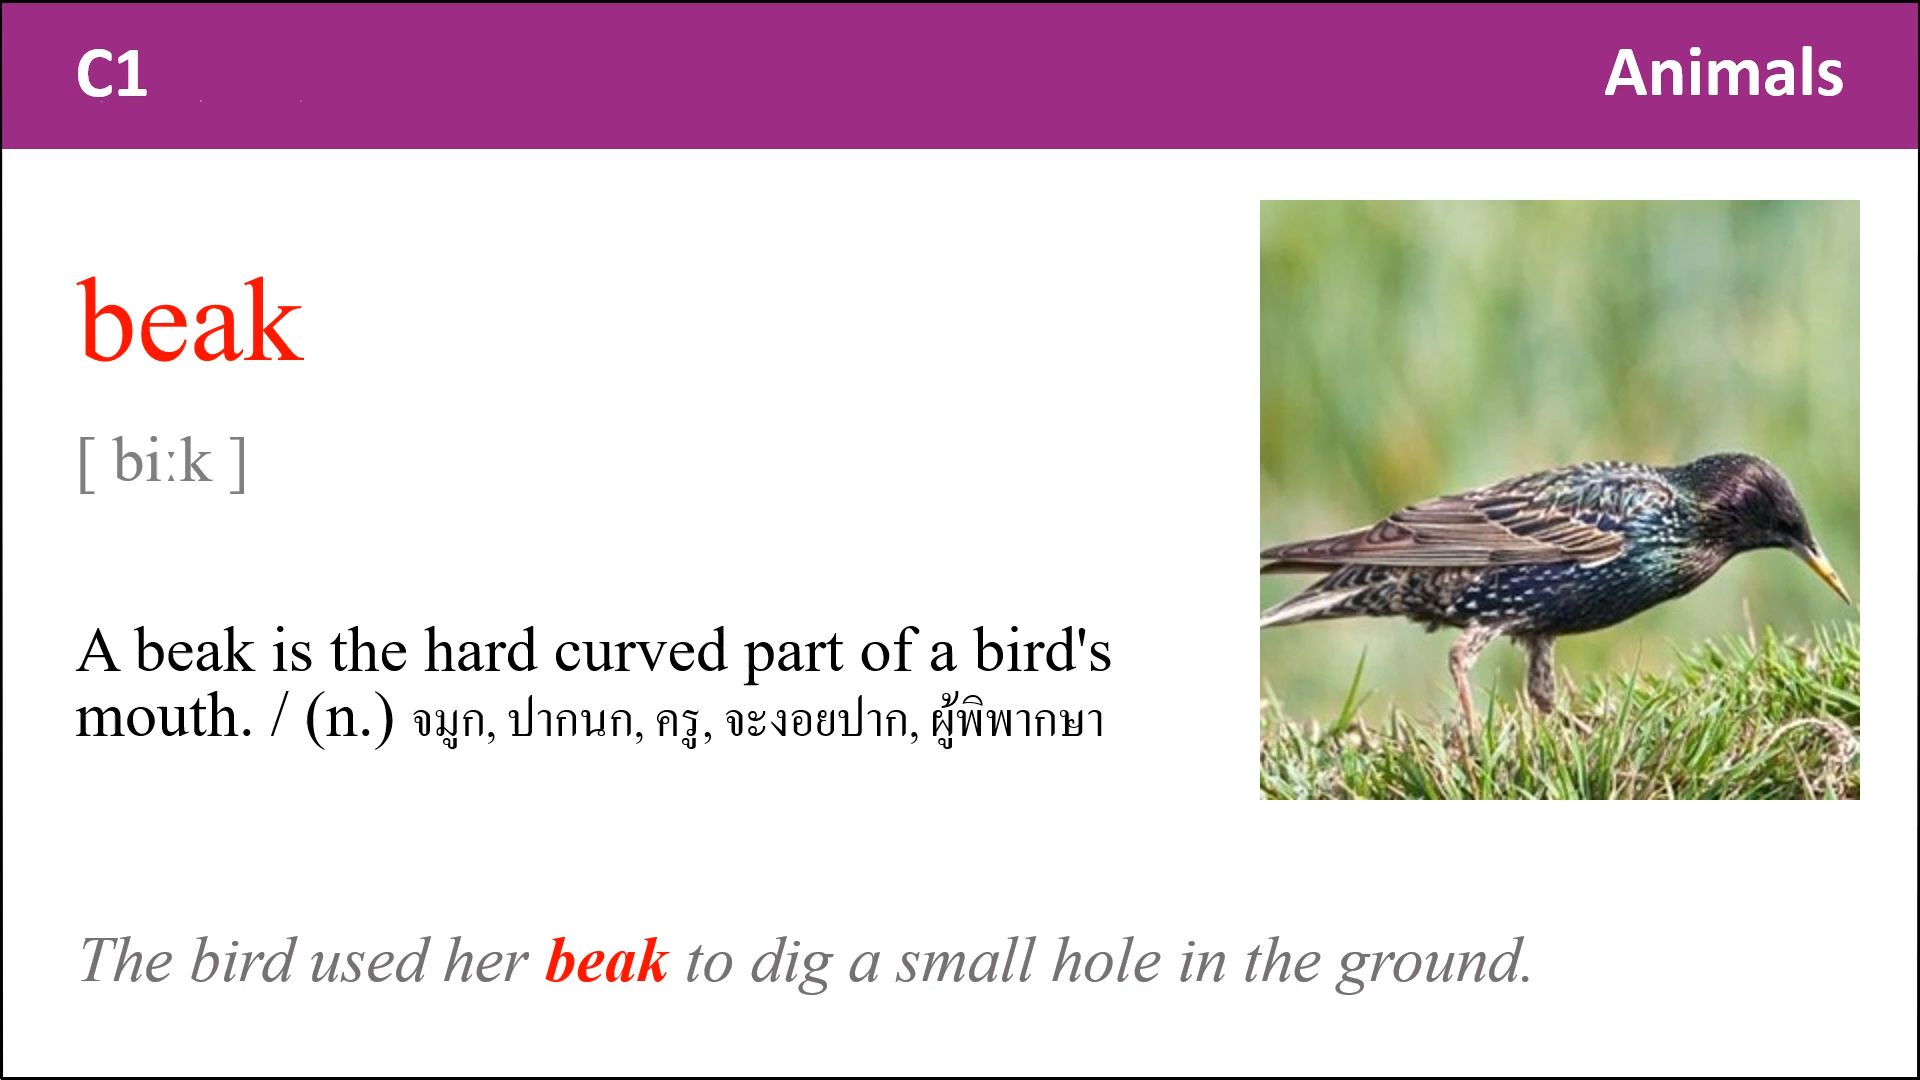 C1
Animals
beak
[ biːk ]
A beak is the hard curved part of a bird's
mouth. / (n.) จมูก, ปากนก, ครู, จะงอยปาก, ผู้พิพากษา
The bird used her beak to dig a small hole in the ground.